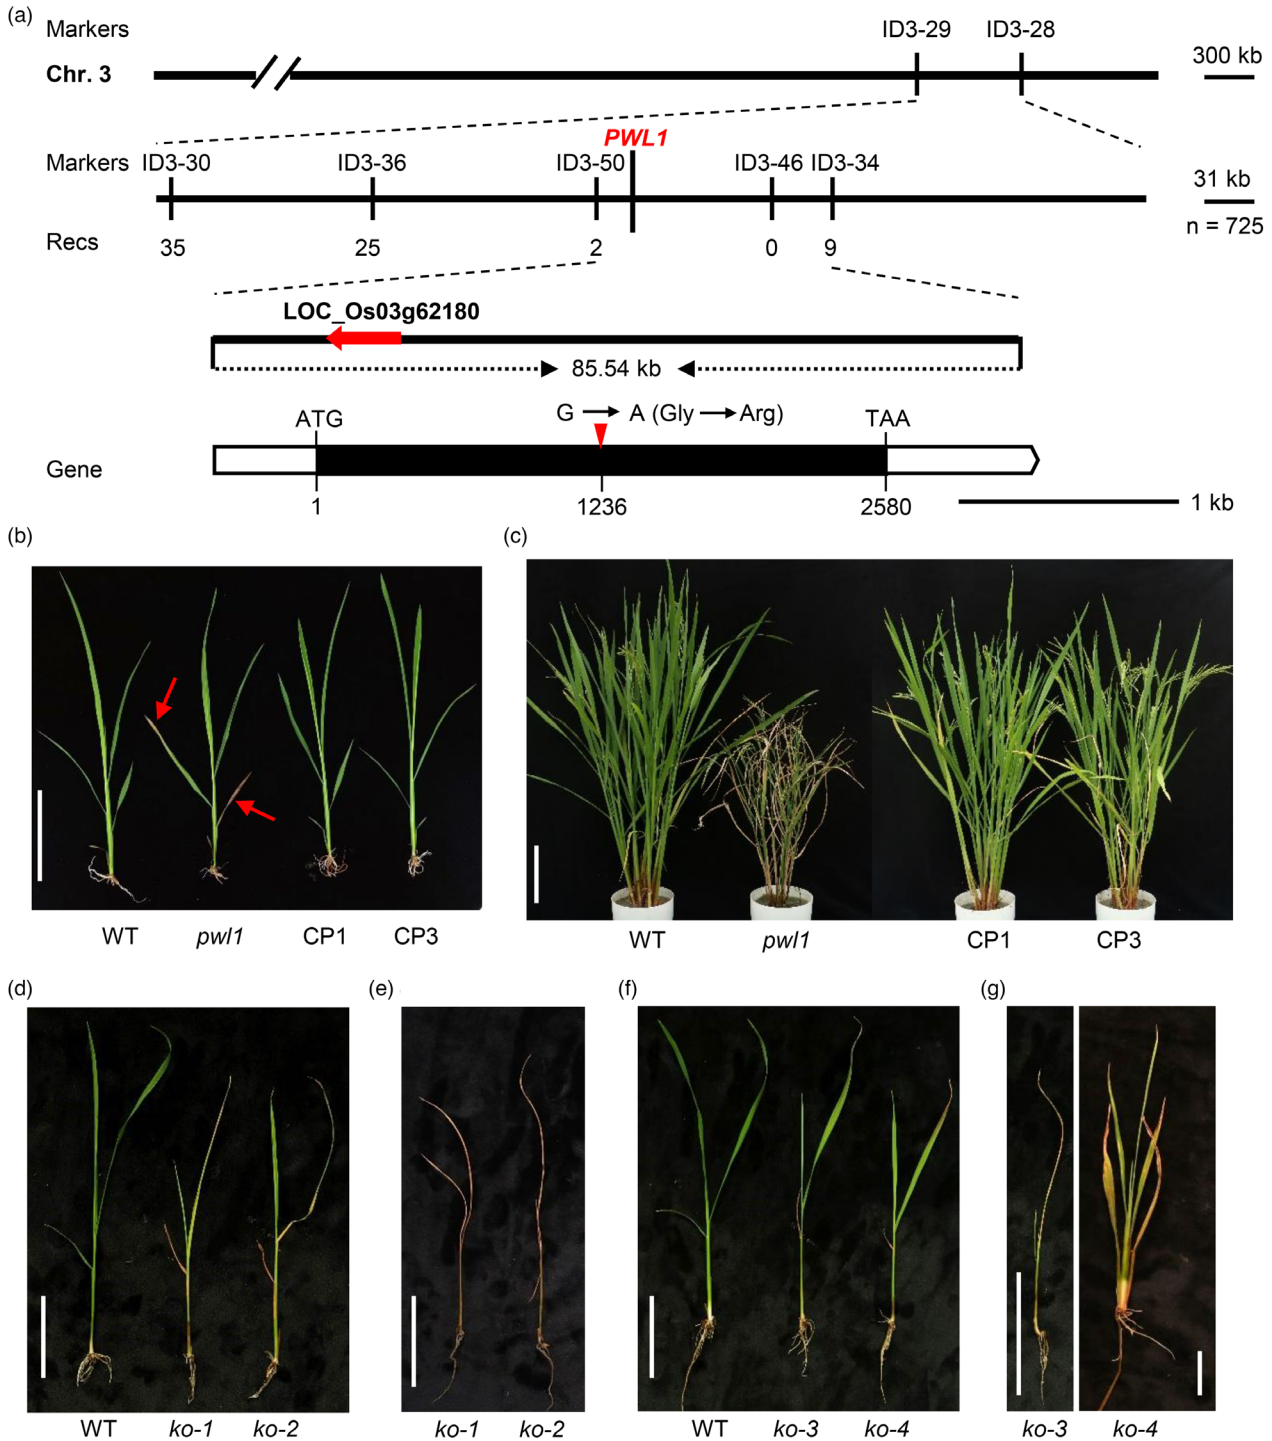 (a)
Markers ID3-29 ID3-28
Chr. 3 300 kb
PWL1
Markers ID3-30 ID3-36 ID3-50 ID3-46 ID3-34
31 kb
n = 725
Recs 35 25 2 0 9
LOC_Os03g62180
85.54 kb
G A (Gly Arg)
ATG TAA
Gene
1 1236 2580 1 kb
(b) (c)
WT pwl1 CP1 CP3 WT pwl1 CP1 CP3
(d) (e) (f) (g)
WT ko-1 ko-2 ko-1 ko-2 WT ko-3 ko-4 ko-3 ko-4